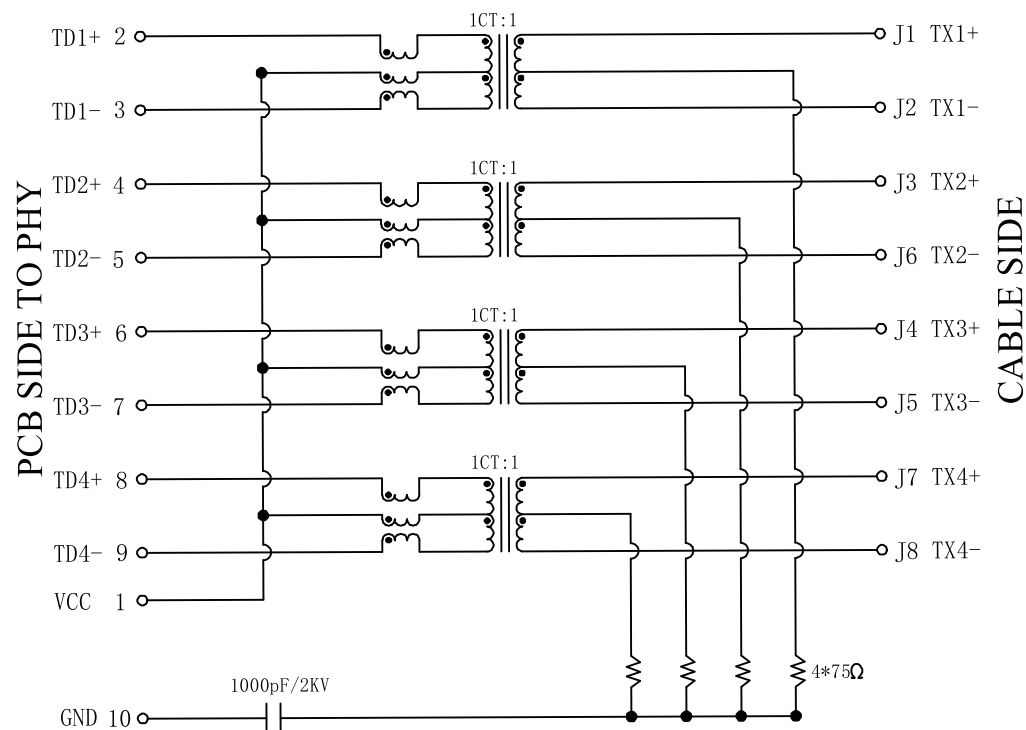 1CT:1
TD1+ 2
J1 TX1+
TD1- 3
J2 TX1-
1CT:1
TD2+ 4
J3 TX2+
TD2- 5
J6 TX2-
PCB SIDE TO PHY
CABLE SIDE
1CT:1
TD3+ 6
J4 TX3+
TD3- 7
J5 TX3-
1CT:1
TD4+ 8
J7 TX4+
TD4- 9
J8 TX4-
VCC 1
4*75Ω
1000pF/2KV
GND 10